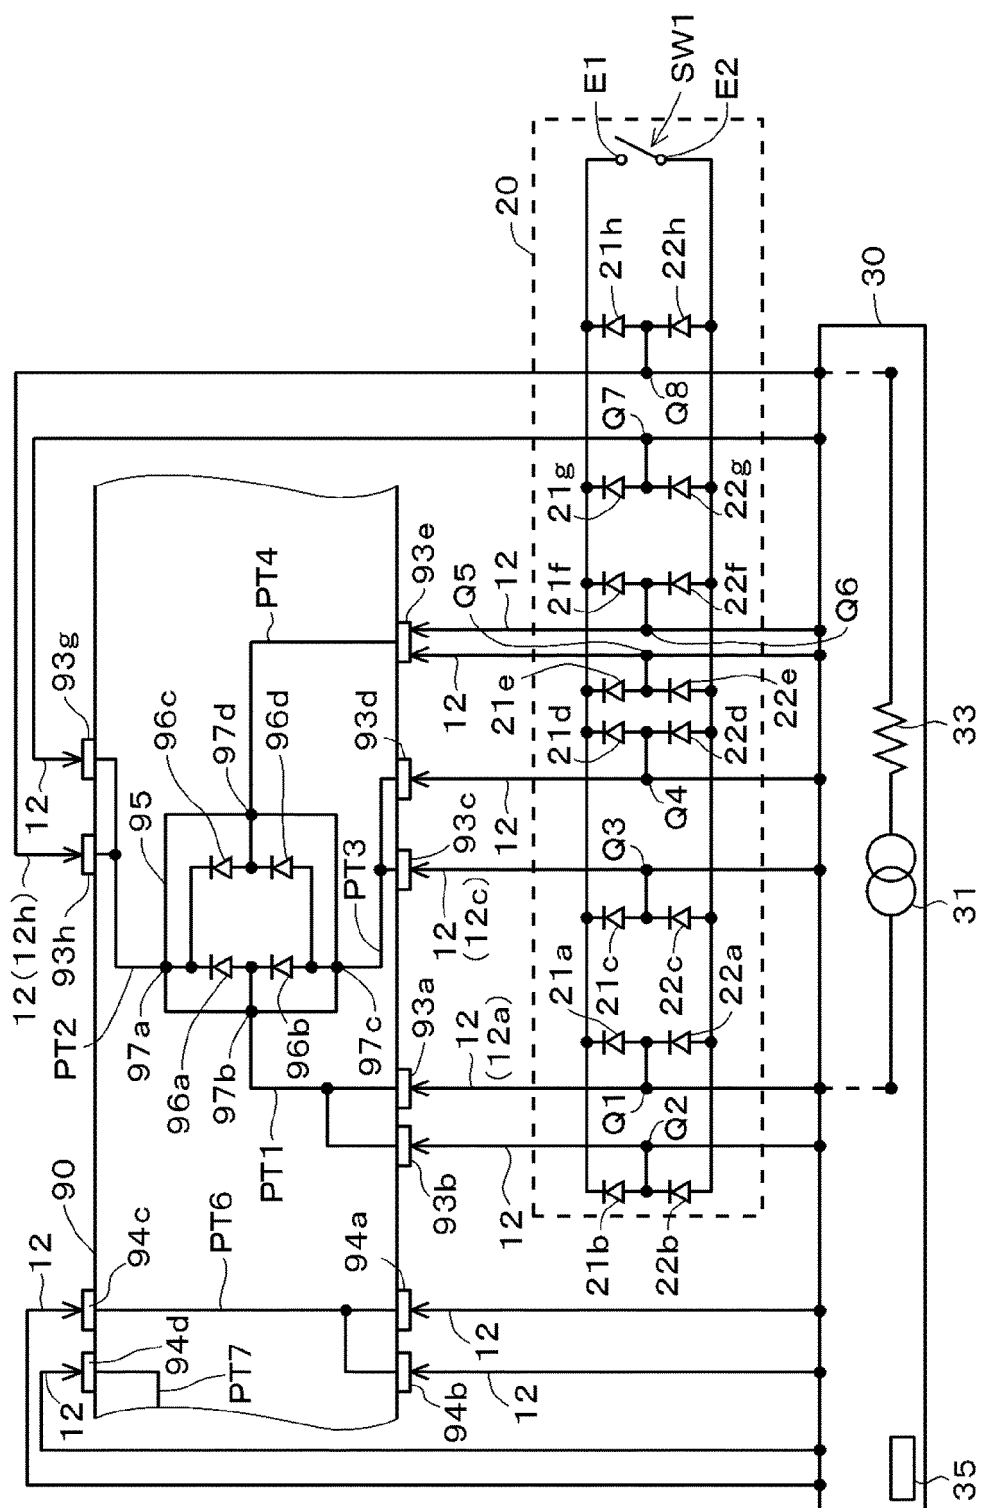 12
94c
94d
12
PT7
90
PT6
94a
94b
12
12
35
12(12h)
93h
12
93g
PT2
97a
95
96c
97d
96d
96a
97b
96b
97c
PT1
PT3
PT4
93b
93a
93c
93d
93e
12
12
(12a)
12
(12c)
12
12
12
Q5
20
E1
SW1
E2
21b
22b
Q1
Q2
21a
22a
21c
22c
Q3
Q4
21d
22d
21e
22e
21f
22f
Q6
21g
22g
Q7
Q8
21h
22h
30
31
33